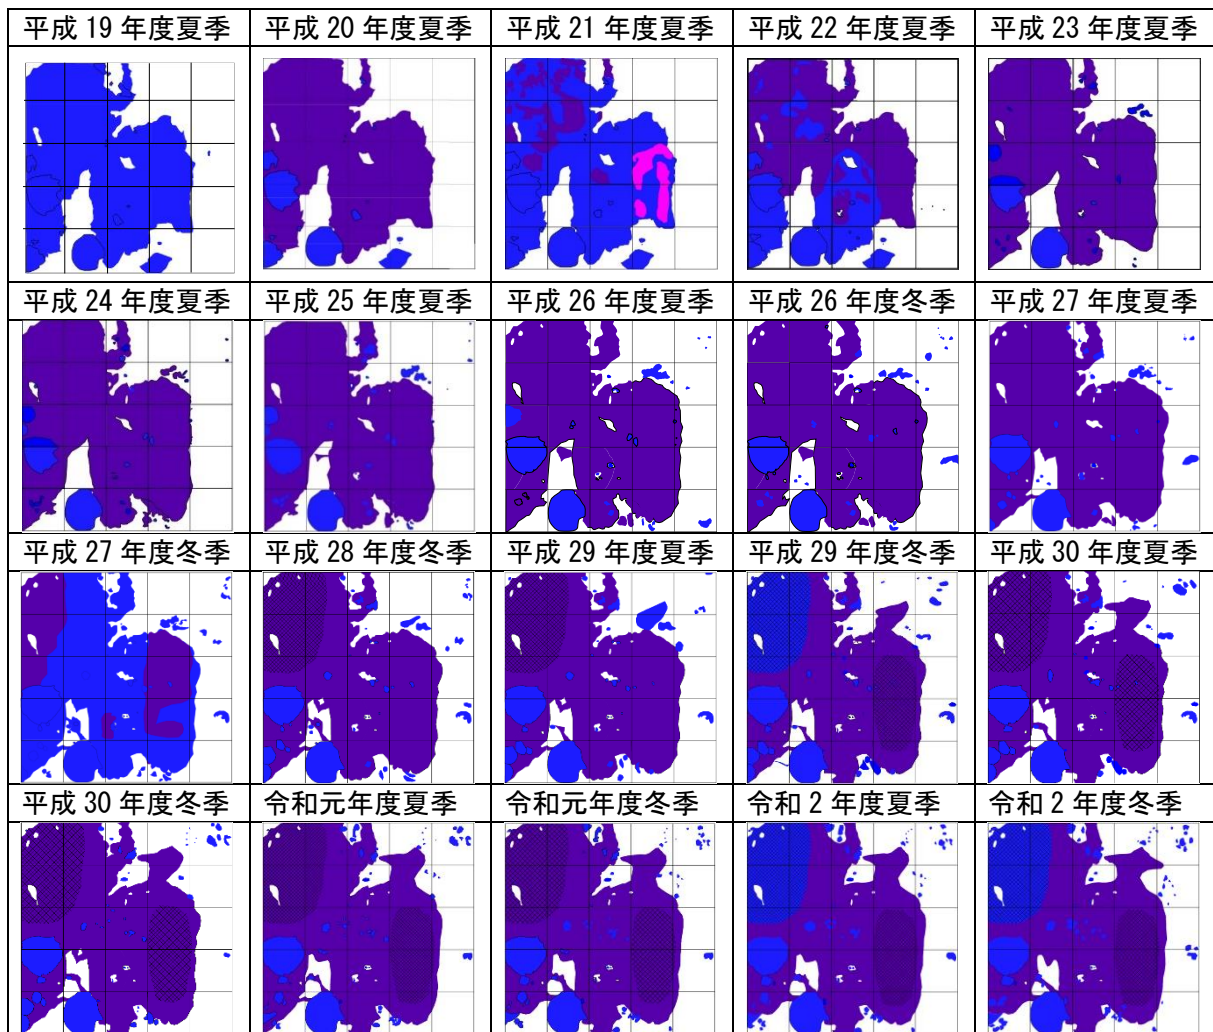 平成 19 年度夏季 平成 20 年度夏季 平成 21 年度夏季 平成 22 年度夏季 平成 23 年度夏季
平成 24 年度夏季 平成 25 年度夏季 平成 26 年度夏季 平成 26 年度冬季 平成 27 年度夏季
平成 27 年度冬季 平成 28 年度冬季 平成 29 年度夏季 平成 29 年度冬季 平成 30 年度夏季
平成 30 年度冬季 令和元年度夏季 令和元年度冬季 令和 2 年度夏季 令和 2 年度冬季